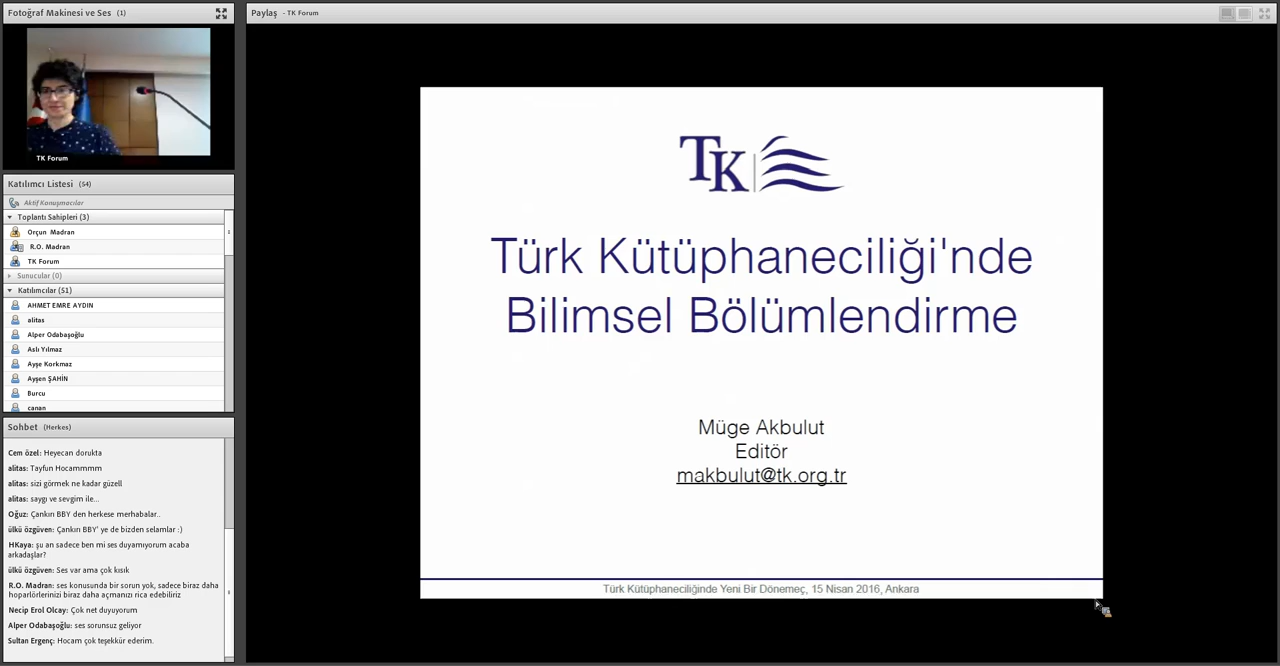 Fotoğraf Makinesi ve Ses (1)
TK Forum
Katılımcı Listesi (54)
Aktif Konuşmacılar
Toplantı Sahipleri (3)
Orçun Madran
R.O. Madran
TK Forum
Sunucular (0)
Katılımcılar (51)
AHMET EMRE AYDIN
alitas
Alper Odabaşoğlu
Aslı Yılmaz
Ayşe Korkmaz
Ayşen ŞAHİN
Burcu
canan
Sohbet (Herkes)
Cem özel: Heyecan dorukta
alitas: Tayfun Hocammmm
alitas: sizi görmek ne kadar güzell
alitas: saygı ve sevgim ile...
Oğuz: Çankırı BBY den herkese merhabalar..
ülkü özgüven: Çankırı BBY' ye de bizden selamlar :)
HKaya: şu an sadece ben mi ses duyamıyorum acaba
arkadaşlar?
ülkü özgüven: Ses var ama çok kısık
R.O. Madran: ses konusunda bir sorun yok, sadece biraz daha
hoparlörlerinizi biraz daha açmanızı rica edebiliriz
Necip Erol Olcay: Çok net duyuyorum
Alper Odabaşoğlu: ses sorunsuz geliyor
Sultan Ergenç: Hocam çok teşekkür ederim.
Paylaş - TK Forum
TK
Türk Kütüphaneciliği'nde
Bilimsel Bölümlendirme
Müge Akbulut
Editör
makbulut@tk.org.tr
Türk Kütüphaneciliğinde Yeni Bir Dönemeç, 15 Nisan 2016, Ankara